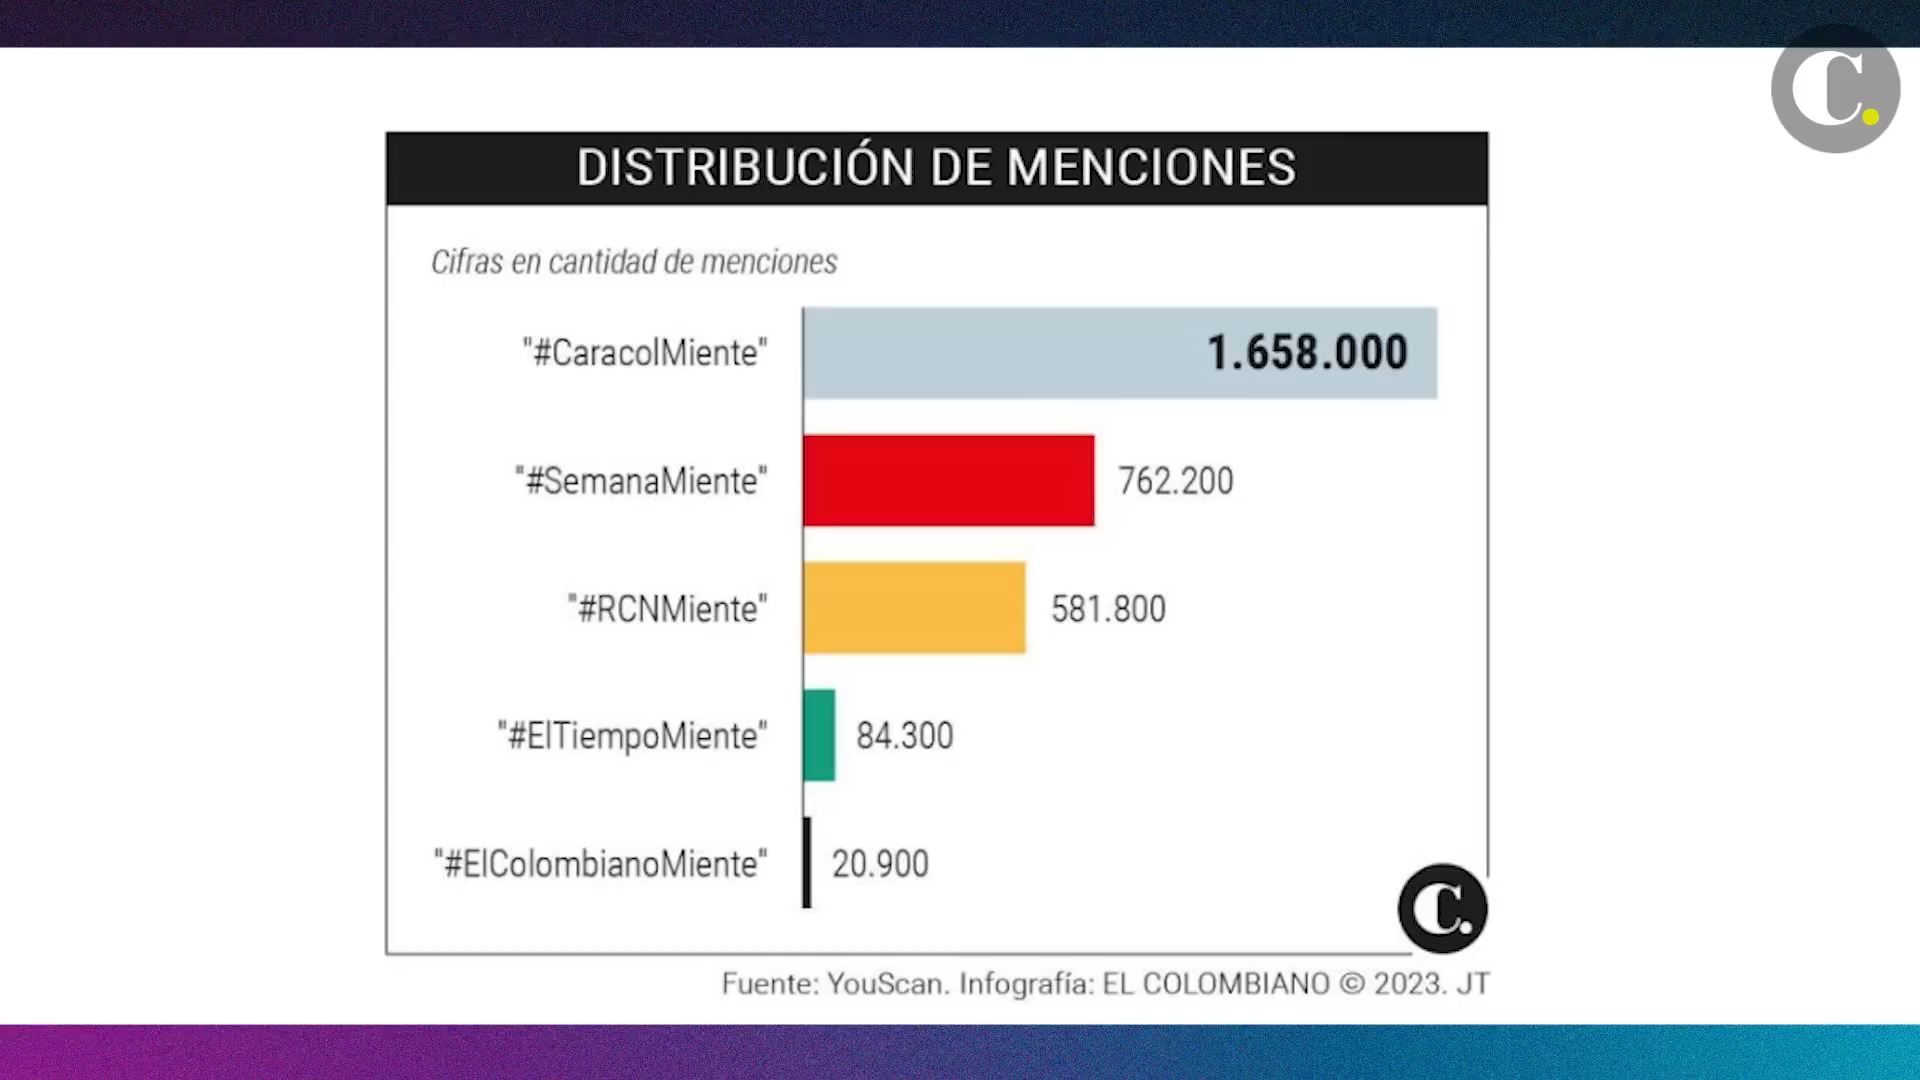 C.
DISTRIBUCIÓN DE MENCIONES
Cifras en cantidad de menciones
"#CaracolMiente" 1.658.000
"#SemanaMiente" 762.200
"#RCNMiente" 581.800
"#ElTiempoMiente" 84.300
"#ElColombianoMiente" 20.900
C.
Fuente: YouScan. Infografía: EL COLOMBIANO © 2023. JT